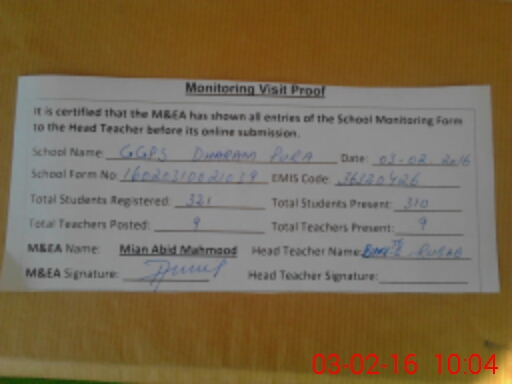 Monitoring Visit Proof
It is certified that the M&EA has shown all entries of the School Monitoring Form
to the Head Teacher before its online submission.
School Name: GGPS DHARAM PURA Date: 03-02-2016
School Form No: EMIS Code: 36320426
Total Students Registered: 321 Total Students Present: 310
Total Teachers Posted: 9 Total Teachers Present: 9
M&EA Name: Mian Abid Mahmood Head Teacher Name:
M&EA Signature: Head Teacher Signature:
03-02-16 10:04